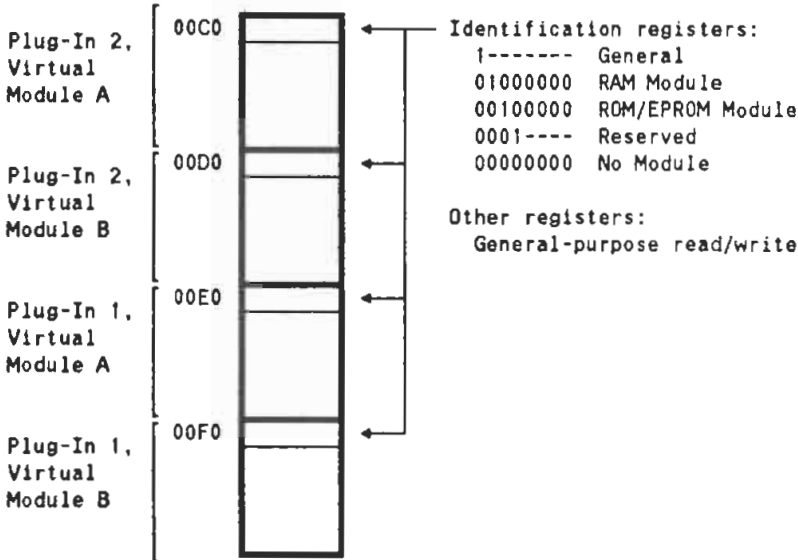 Plug-In 2,
Virtual
Module A
00C0
Plug-In 2,
Virtual
Module B
00D0
Plug-In 1,
Virtual
Module A
00E0
Plug-In 1,
Virtual
Module B
00F0
Identification registers:
1------- General
01000000 RAM Module
00100000 ROM/EPROM Module
0001---- Reserved
00000000 No Module
Other registers:
General-purpose read/write